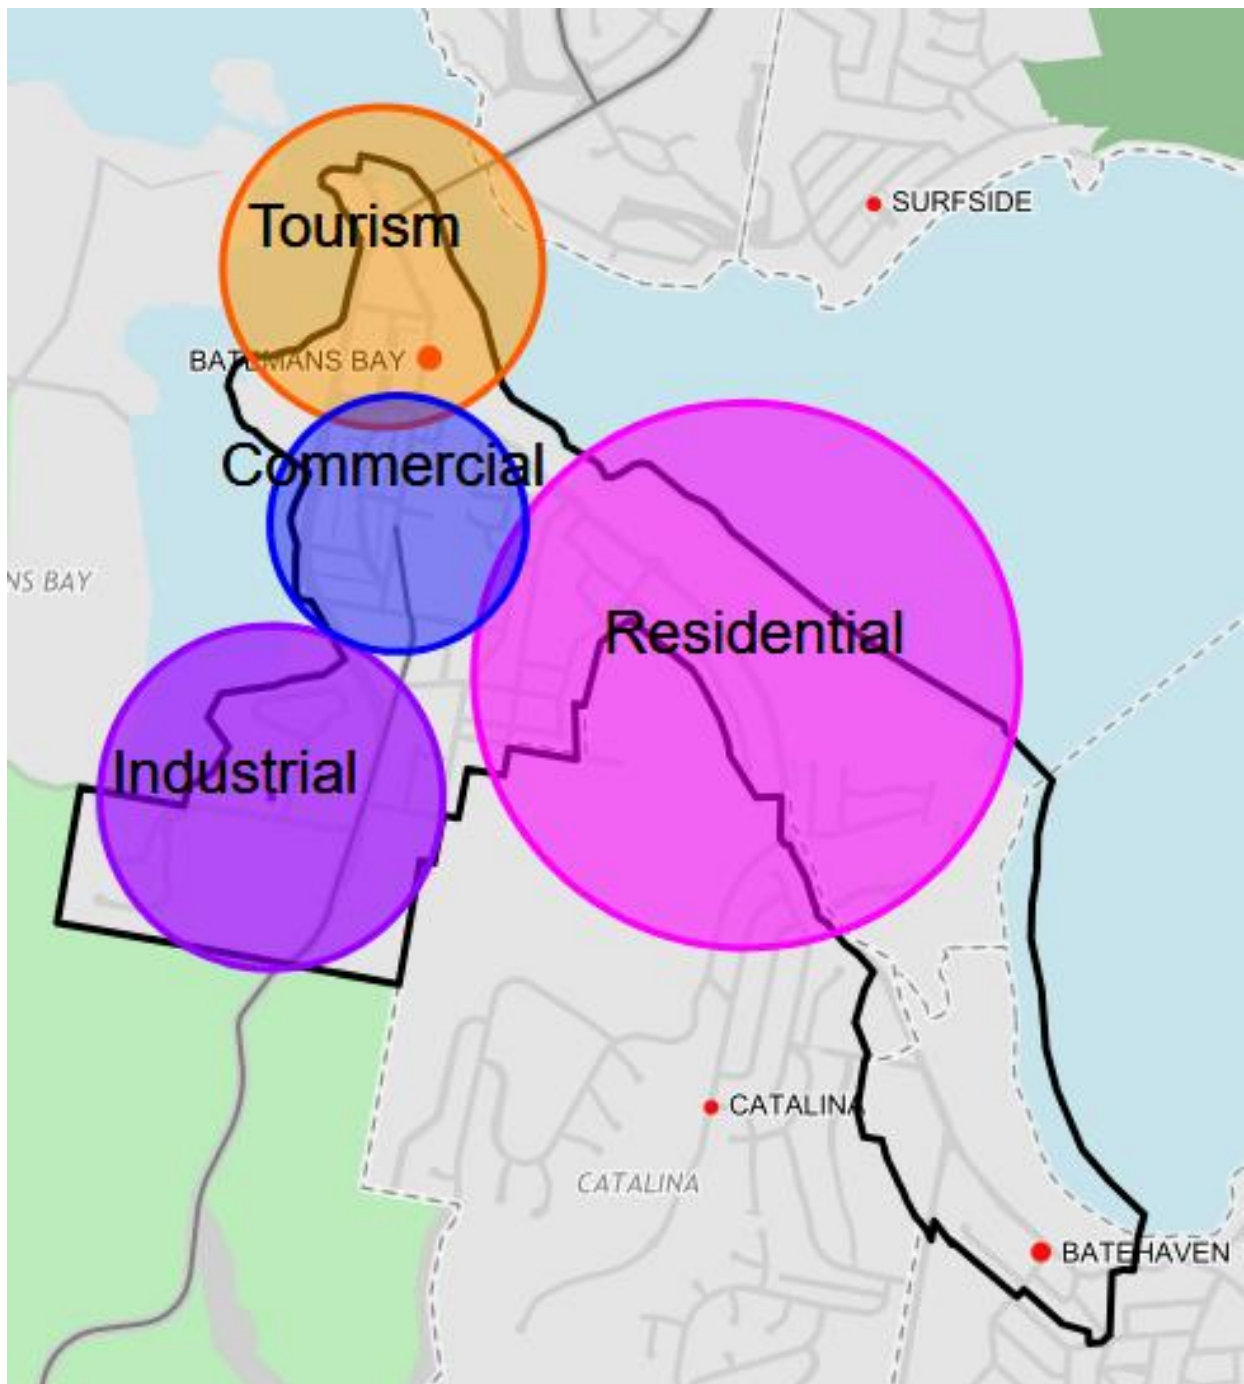 SURFSIDE
Tourism
BATEMANS BAY
Commercial
NS BAY
Residential
Industrial
CATALINA
CATALINA
BATEHAVEN